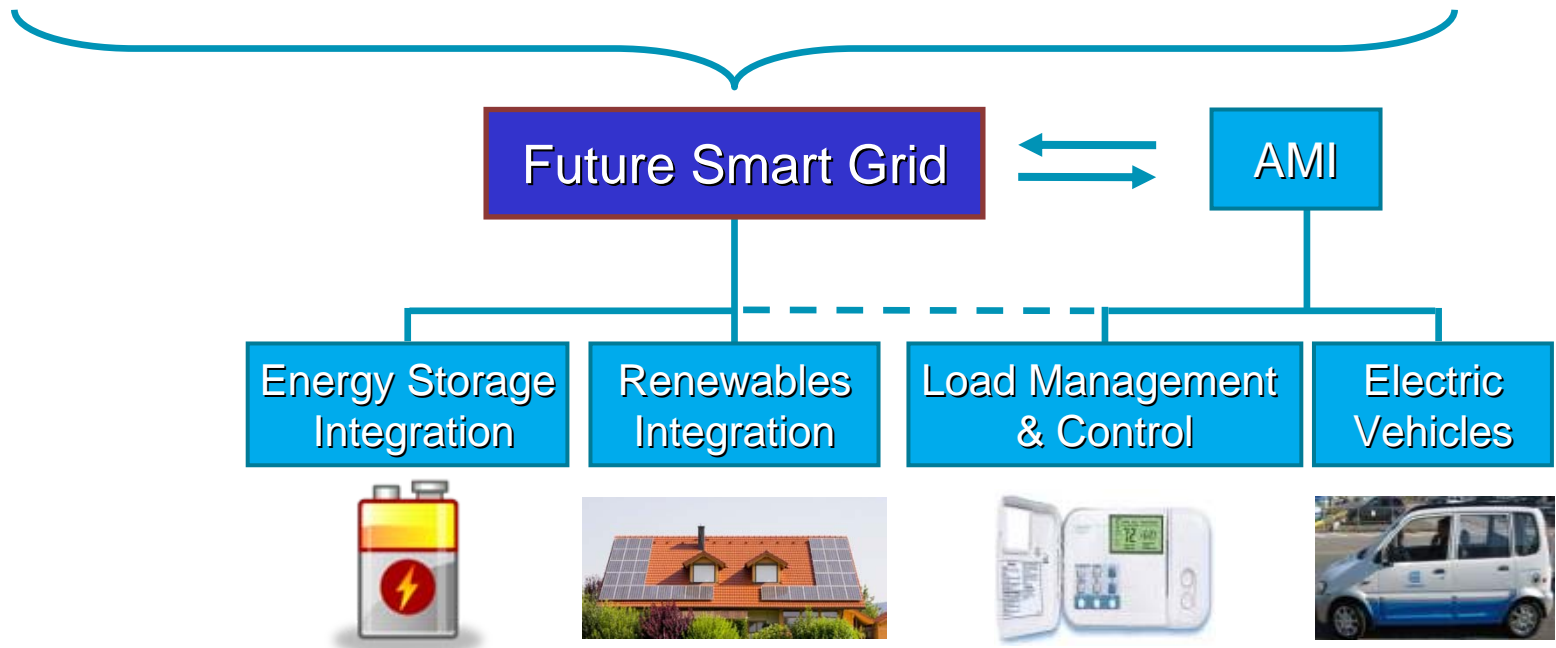 Future Smart Grid
AMI
Energy Storage
Integration
Renewables
Integration
Load Management
& Control
Electric
Vehicles